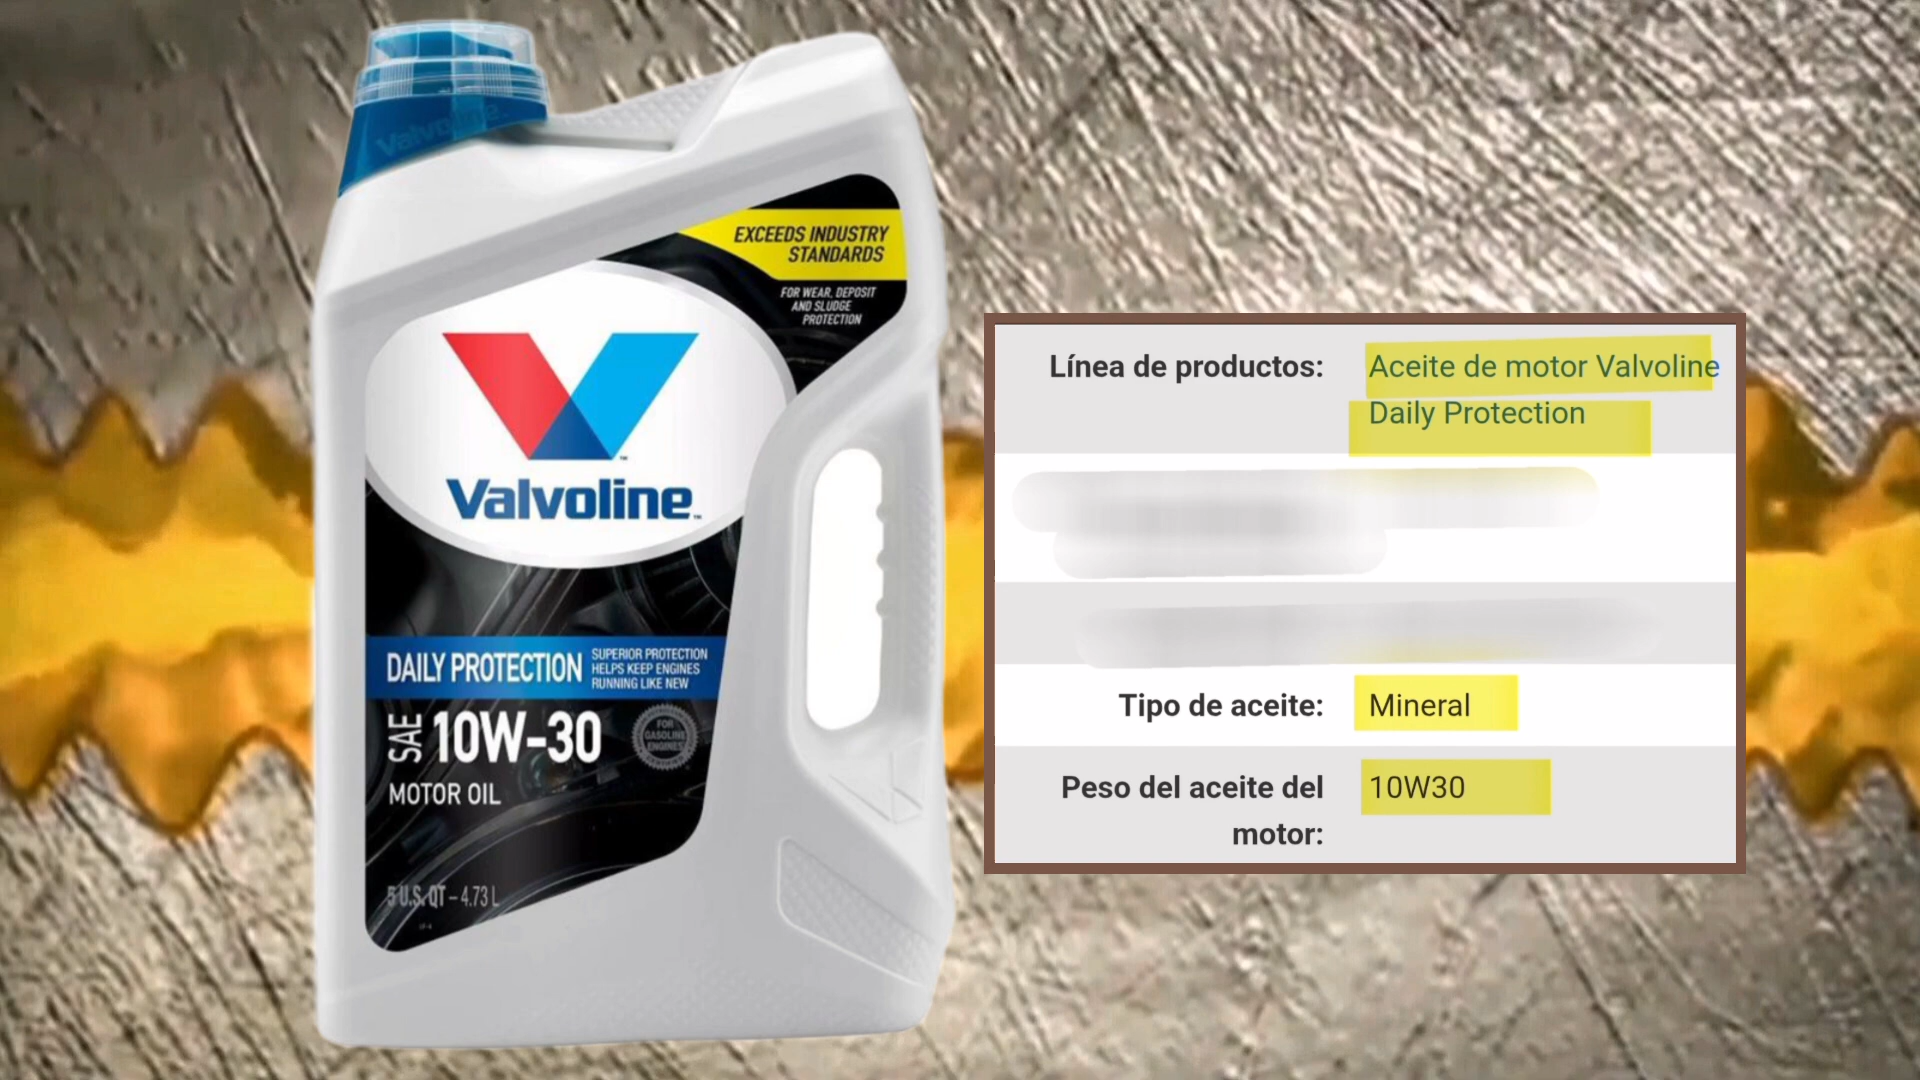 Valvoline
EXCEEDS INDUSTRY
STANDARDS
FOR WEAR, DEPOSIT
AND SLUDGE
PROTECTION
Valvoline™
DAILY PROTECTION
SUPERIOR PROTECTION
HELPS KEEP ENGINES
RUNNING LIKE NEW
SAE 10W-30
FOR
GASOLINE
ENGINES
MOTOR OIL
5 U.S. QT – 4.73 L
Línea de productos: Aceite de motor Valvoline
Daily Protection
Tipo de aceite: Mineral
Peso del aceite del 10W30
motor: